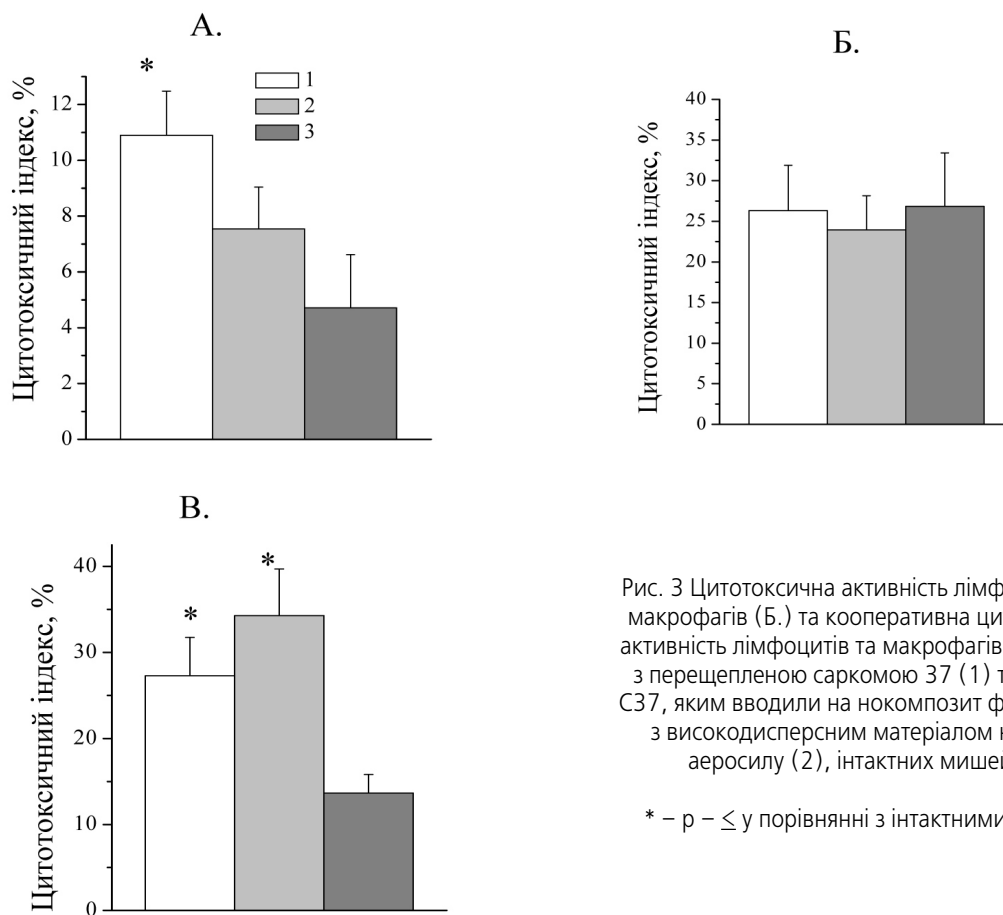 А.
*
1
2
3
Цитотоксичний індекс, %
12
10
8
6
4
2
0
Б.
Цитотоксичний індекс, %
40
35
30
25
20
15
10
5
0
В.
*
*
Цитотоксичний індекс, %
40
30
20
10
0
Рис. 3 Цитотоксична активність лімф
макрофагів (Б.) та кооперативна ци
активність лімфоцитів та макрофагів
з перещепленою саркомою 37 (1) т
С37, яким вводили на нокомпозит ф
з високодисперсним матеріалом н
аеросилу (2), інтактних мишей
* – p – ≤ у порівнянні з інтактними